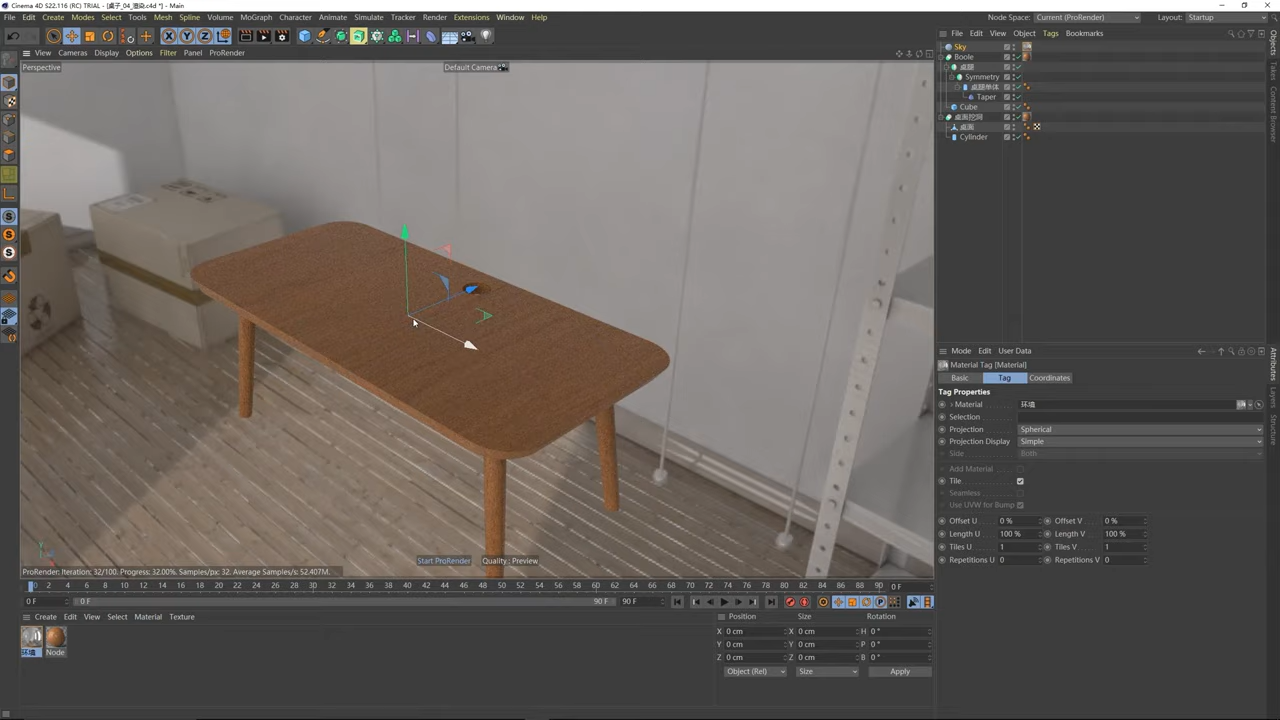 Cinema 4D S22.116 (RC) TRIAL - [桌子_04_渲染.c4d *] - Main
File Edit Create Modes Select Tools Mesh Spline Volume MoGraph Character Animate Simulate Tracker Render Extensions Window Help
Node Space: Current (ProRender) Layout: Startup
View Cameras Display Options Filter Panel ProRender
File Edit View Object Tags Bookmarks
Perspective
Default Camera
Sky
Boole
桌腿
Symmetry
桌腿单体
Taper
Cube
桌面挖洞
桌面
Cylinder
Objects
Takes
Content Browser
Mode Edit User Data
Material Tag [Material]
Basic Tag Coordinates
Tag Properties
Material 环境
Selection
Projection Spherical
Projection Display Simple
Side Both
Add Material
Tile
Seamless
Use UVW for Bump
Offset U 0 % Offset V 0 %
Length U 100 % Length V 100 %
Tiles U 1 Tiles V 1
Repetitions U 0 Repetitions V 0
Attributes
Layers
Structure
Start ProRender Quality : Preview
ProRender: Iteration: 32/100. Progress: 32.00%. Samples/px: 32. Average Samples/s: 52.407M.
0 2 4 6 8 10 12 14 16 18 20 22 24 26 28 30 32 34 36 38 40 42 44 46 48 50 52 54 56 58 60 62 64 66 68 70 72 74 76 78 80 82 84 86 88 90 0 F
0 F 0 F 90 F 90 F
Create Edit View Select Material Texture
环境
Node
Position Size Rotation
X 0 cm X 0 cm H 0 °
Y 0 cm Y 0 cm P 0 °
Z 0 cm Z 0 cm B 0 °
Object (Rel) Size Apply